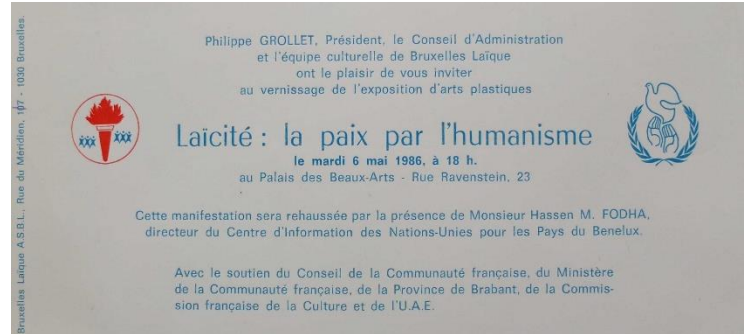 Philippe GROLLET, Président, le Conseil d'Administration
et l'équipe culturelle de Bruxelles Laïque
ont le plaisir de vous inviter
au vernissage de l'exposition d'arts plastiques
Laïcité : la paix par l'humanisme
le mardi 6 mai 1986, à 18 h.
au Palais des Beaux-Arts - Rue Ravenstein, 23
Cette manifestation sera rehaussée par la présence de Monsieur Hassen M. FODHA,
directeur du Centre d'Information des Nations-Unies pour les Pays du Benelux.
Avec le soutien du Conseil de la Communauté française, du Ministère
de la Communauté française, de la Province de Brabant, de la Commis-
sion française de la Culture et de l'U.A.E.
Bruxelles Laïque A.S.B.L., Rue du Méridien, 107 - 1030 Bruxelles.